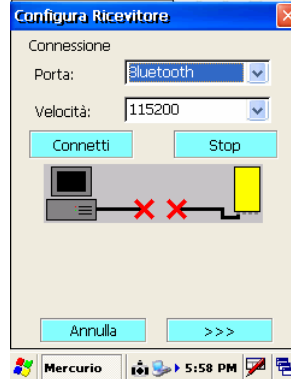 Configura Ricevitore
Connessione
Porta: Bluetooth
Velocità: 115200
Connetti Stop
Annulla >>>
Mercurio 5:58 PM